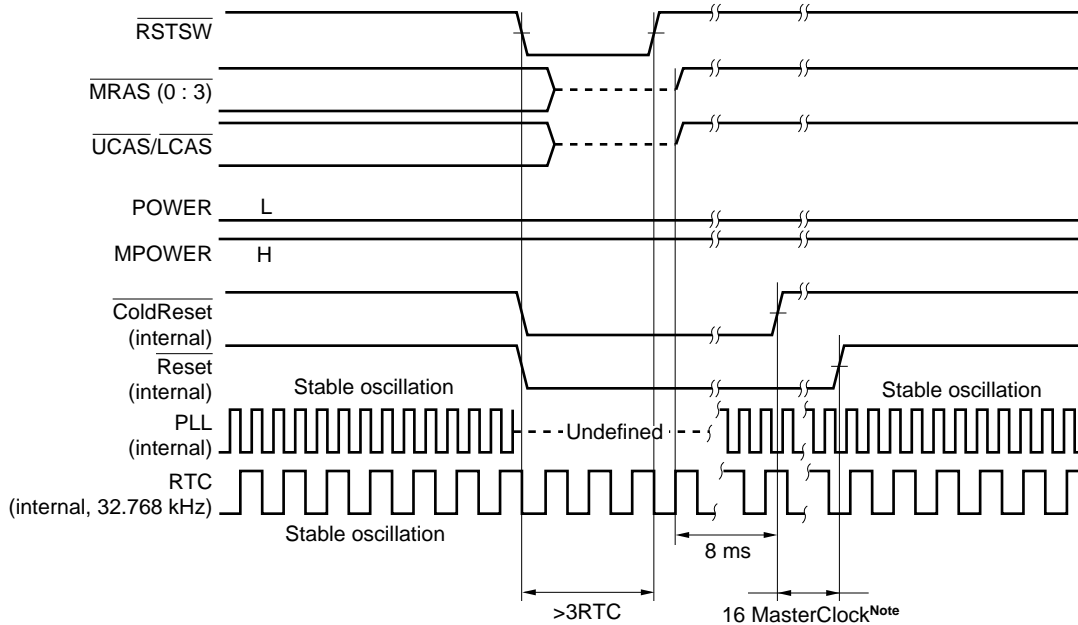 RSTSW
MRAS (0 : 3)
UCAS/LCAS
POWER L
MPOWER H
ColdReset
(internal)
Reset
(internal)
Stable oscillation Stable oscillation
PLL
(internal)
Undefined
RTC
(internal, 32.768 kHz)
Stable oscillation
8 ms
>3RTC
16 MasterClockNote